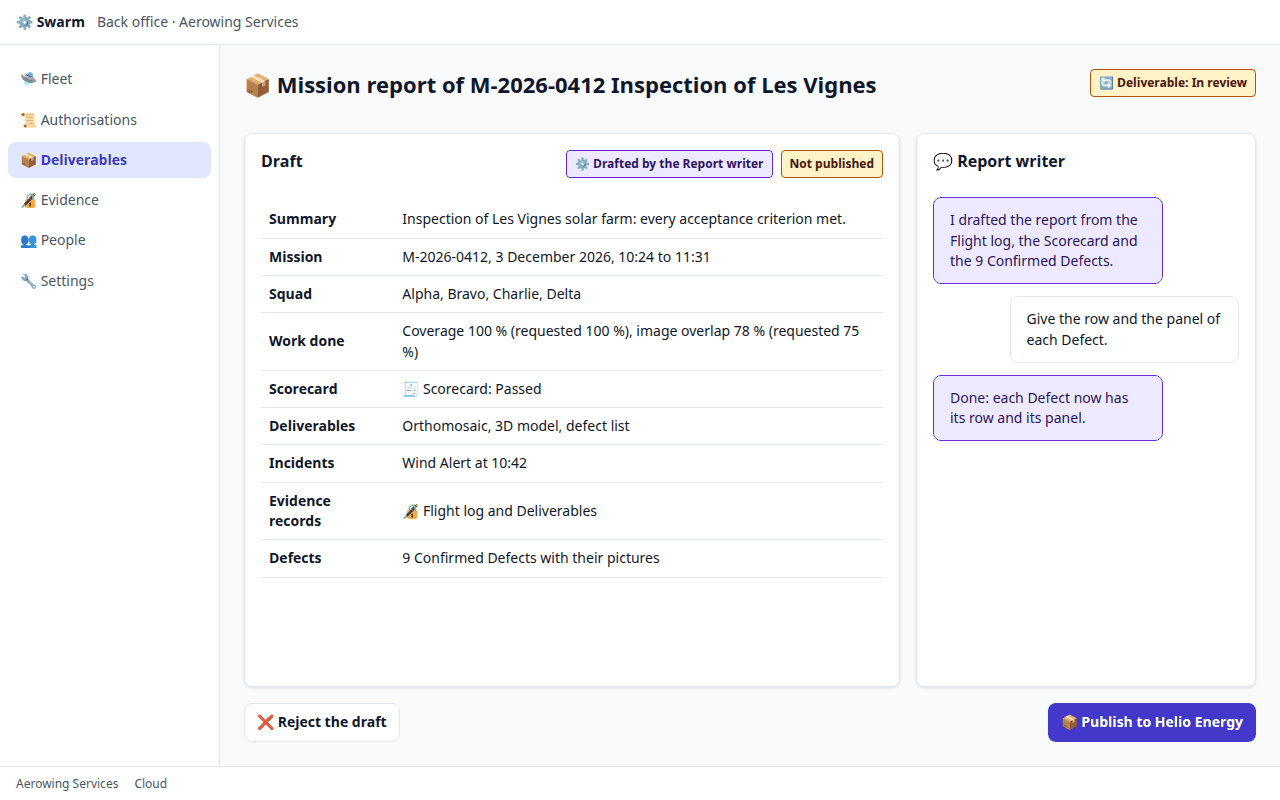 ⚙️ Swarm Back office · Aerowing Services
🛸 Fleet
📜 Authorisations
📦 Deliverables
🔏 Evidence
👥 People
🔧 Settings
📦 Mission report of M-2026-0412 Inspection of Les Vignes
🔄 Deliverable: In review
Draft
⚙️ Drafted by the Report writer
Not published
Summary Inspection of Les Vignes solar farm: every acceptance criterion met.
Mission M-2026-0412, 3 December 2026, 10:24 to 11:31
Squad Alpha, Bravo, Charlie, Delta
Work done Coverage 100 % (requested 100 %), image overlap 78 % (requested 75
%)
Scorecard 🧾 Scorecard: Passed
Deliverables Orthomosaic, 3D model, defect list
Incidents Wind Alert at 10:42
Evidence
records 🔏 Flight log and Deliverables
Defects 9 Confirmed Defects with their pictures
💬 Report writer
I drafted the report from the
Flight log, the Scorecard and
the 9 Confirmed Defects.
Give the row and the panel of
each Defect.
Done: each Defect now has
its row and its panel.
❌ Reject the draft
📦 Publish to Helio Energy
Aerowing Services Cloud